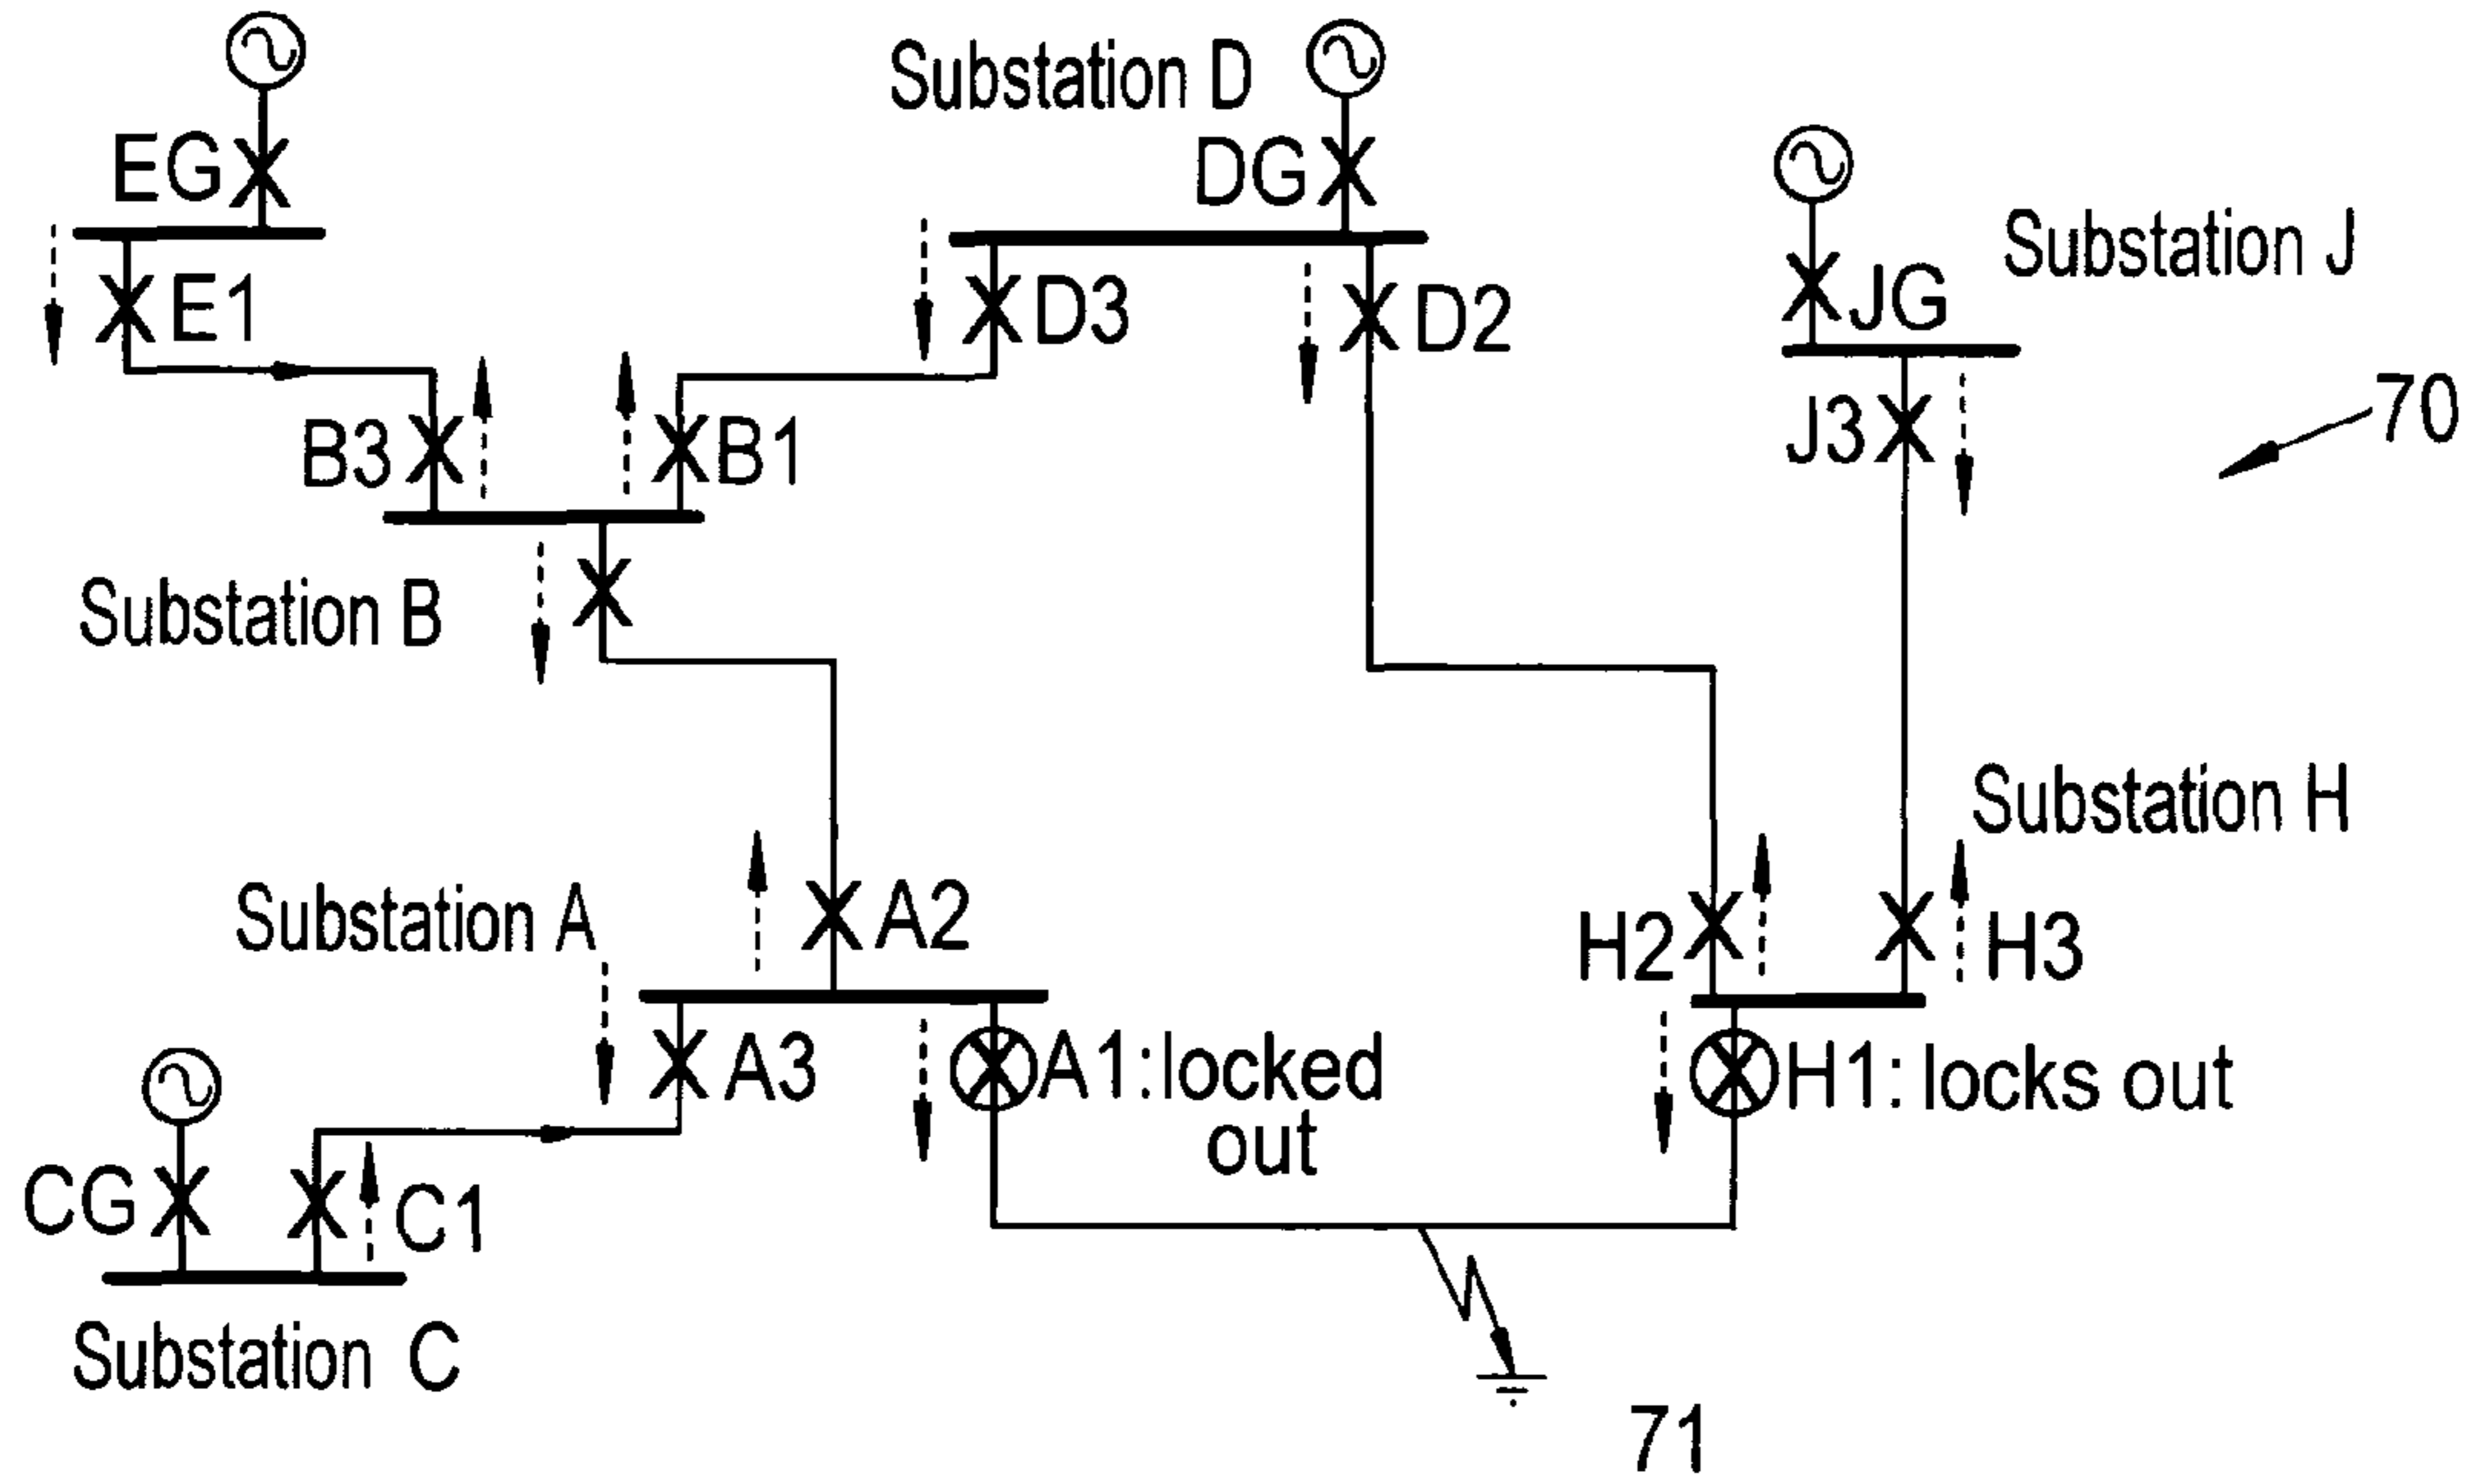 Substation D
EG
DG
Substation J
E1
D3
D2
JG
70
B3
B1
J3
Substation B
Substation H
Substation A
A2
H2
H3
A3
A1:locked
out
H1: locks out
CG
C1
Substation C
71